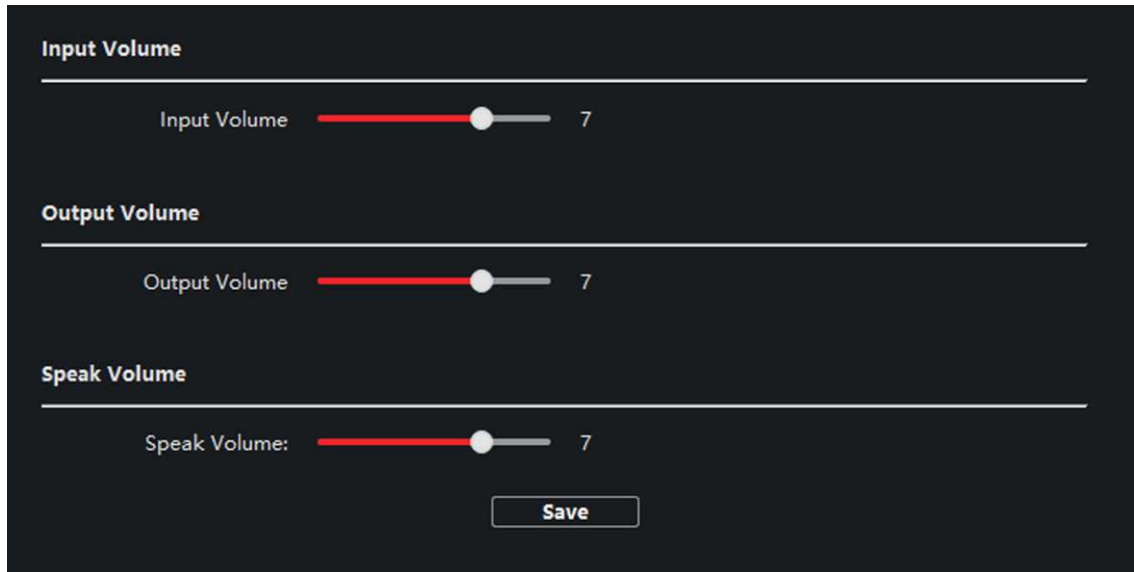 Input Volume
Input Volume 7
Output Volume
Output Volume 7
Speak Volume
Speak Volume: 7
Save